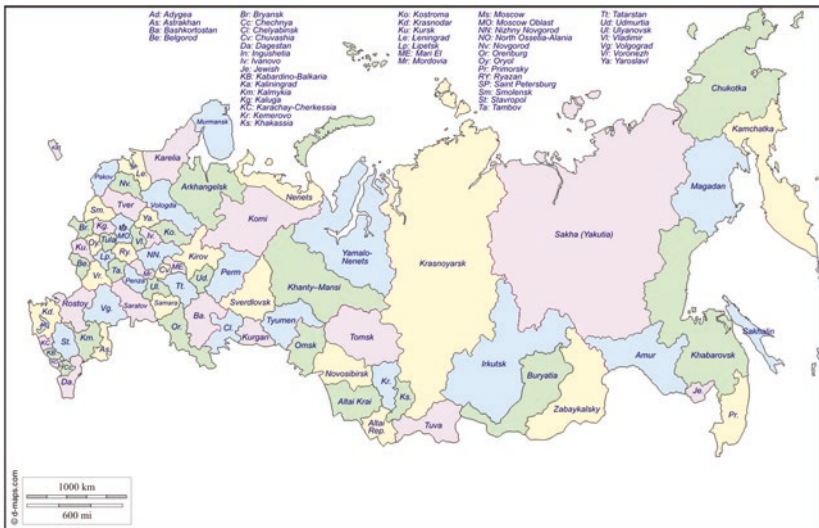 Ad: Adygea
As: Astrakhan
Ba: Bashkortostan
Be: Belgorod
Br: Bryansk
Cc: Chechnya
Cl: Chelyabinsk
Cv: Chuvashia
Da: Dagestan
In: Ingushetia
Iv: Ivanovo
Je: Jewish
KB: Kabardino-Balkaria
Ka: Kaliningrad
Km: Kalmykia
Kg: Kaluga
KC: Karachay-Cherkessia
Kr: Kemerovo
Ks: Khakassia
Ko: Kostroma
Kd: Krasnodar
Ku: Kursk
Le: Leningrad
Lp: Lipetsk
ME: Mari El
Mr: Mordovia
Ms: Moscow
MO: Moscow Oblast
NN: Nizhny Novgorod
NO: North Ossetia-Alania
Nv: Novgorod
Or: Orenburg
Oy: Oryol
Pr: Primorsky
RY: Ryazan
SP: Saint Petersburg
Sm: Smolensk
St: Stavropol
Ta: Tambov
Tt: Tatarstan
Ud: Udmurtia
Ul: Ulyanovsk
Vl: Vladimir
Vg: Volgograd
Vr: Voronezh
Ya: Yaroslavl
Chukotka
Kamchatka
Murmansk
Karelia
Magadan
Pskov
Le.
Nv.
Arkhangelsk
Nenets
Tver
Vologda
Komi
Sakha (Yakutia)
Sm.
Ya.
Br.
Kg.
MO
Iv.
Ko.
Ku.
Oy.
Tula
Vl.
Yamalo-
Nenets
Krasnoyarsk
Lp.
Ry.
NN.
Kirov
Be.
Ta.
Mr.
Cv.
ME.
Perm
Vr.
Penza
Ul.
Tt.
Ud.
Khanty–Mansi
Rostov
Saratov
Samara
Sverdlovsk
Kd.
Vg.
Or.
Ba.
Cl.
Tyumen
Kurgan
Omsk
Tomsk
St.
Km.
As.
KC.
KB
Da.
Novosibirsk
Kr.
Ks.
Altai Krai
Altai
Rep.
Tuva
Irkutsk
Buryatia
Zabaykalsky
Amur
Khabarovsk
Sakhalin
Je.
Pr.
1000 km
600 mi
© d-maps.com